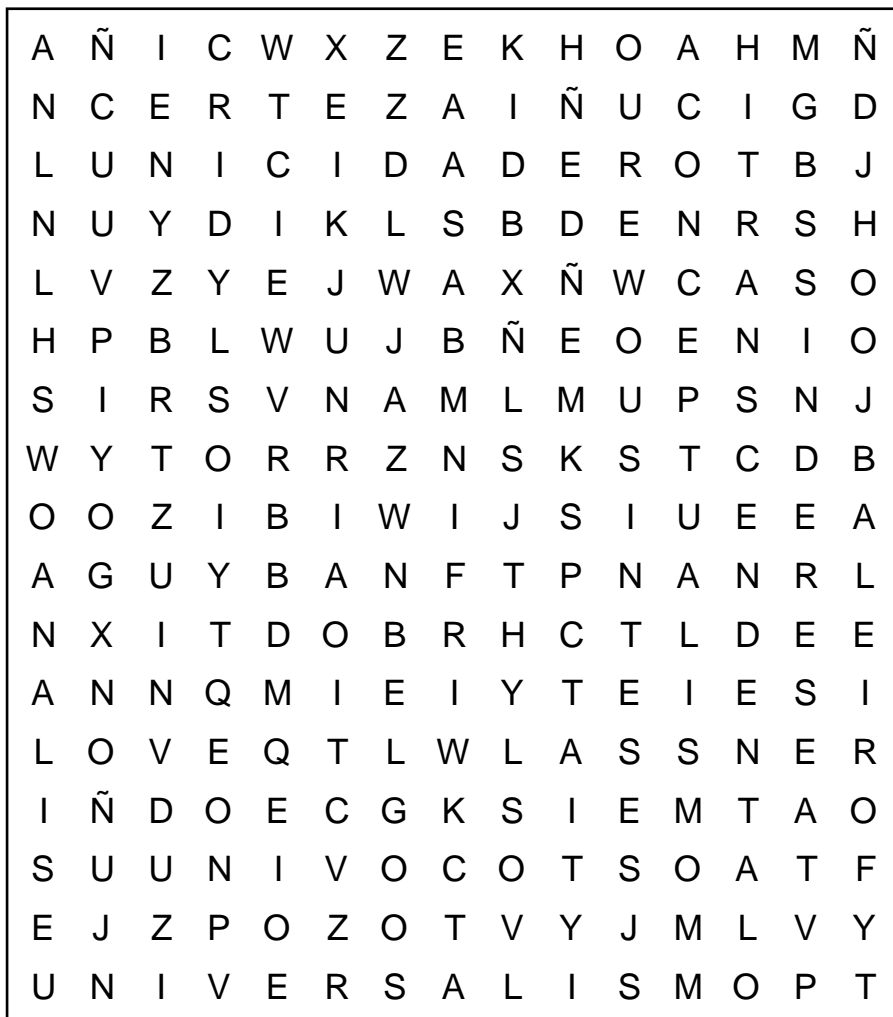 A Ñ I C W X Z E K H O A H M Ñ
N C E R T E Z A I Ñ U C I G D
L U N I C I D A D E R O T B J
N U Y D I K L S B D E N R S H
L V Z Y E J W A X Ñ W C A S O
H P B L W U J B Ñ E O E N I O
S I R S V N A M L M U P S N J
W Y T O R R Z N S K S T C D B
O O Z I B I W I J S I U E E A
A G U Y B A N F T P N A N R L
N X I T D O B R H C T L D E E
A N N Q M I E I Y T E I E S I
L O V E Q T L W L A S S N E R
I Ñ D O E C G K S I E M T A O
S U U N I V O C O T S O A T F
E J Z P O Z O T V Y J M L V Y
U N I V E R S A L I S M O P T